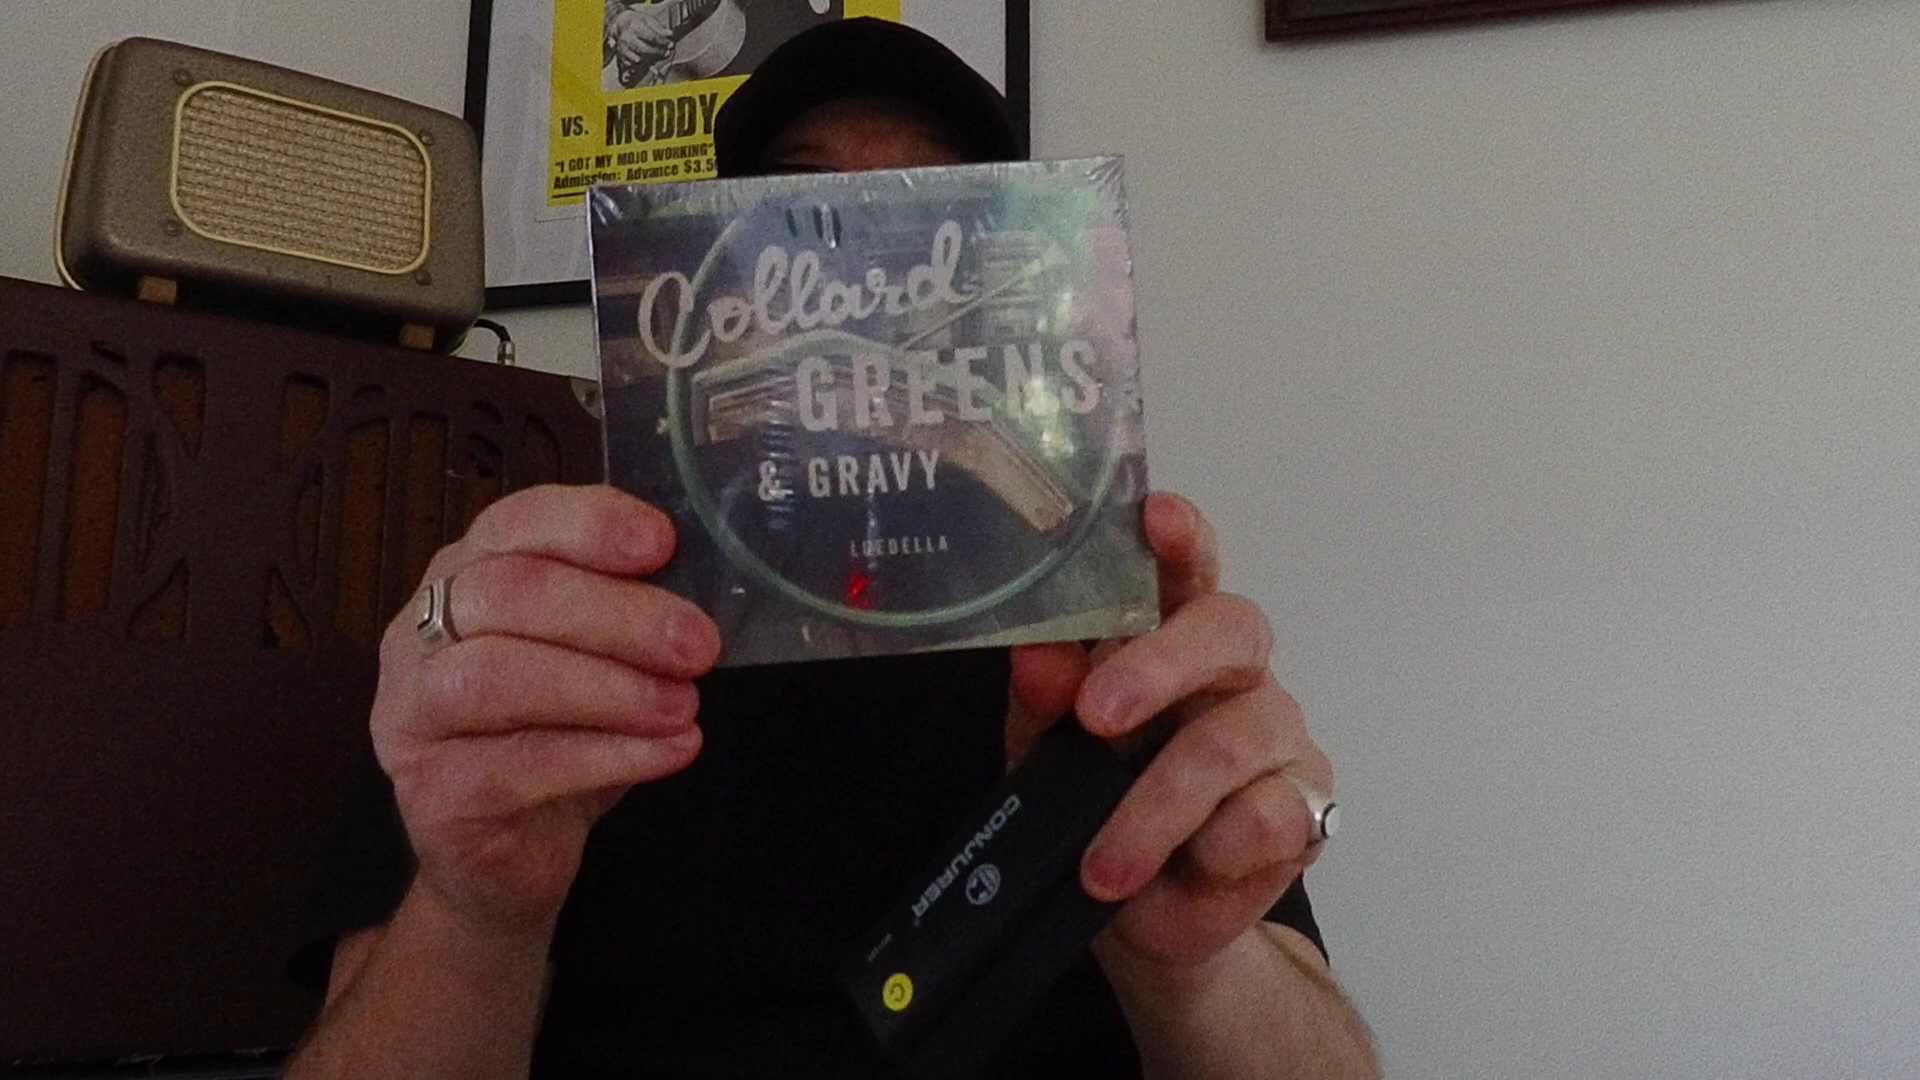 VS. MUDDY
"I GOT MY MOJO WORKING"
Admission: Advance $3.5
Collard
GREENS
& GRAVY
LUEDELLA
CONJURER
C